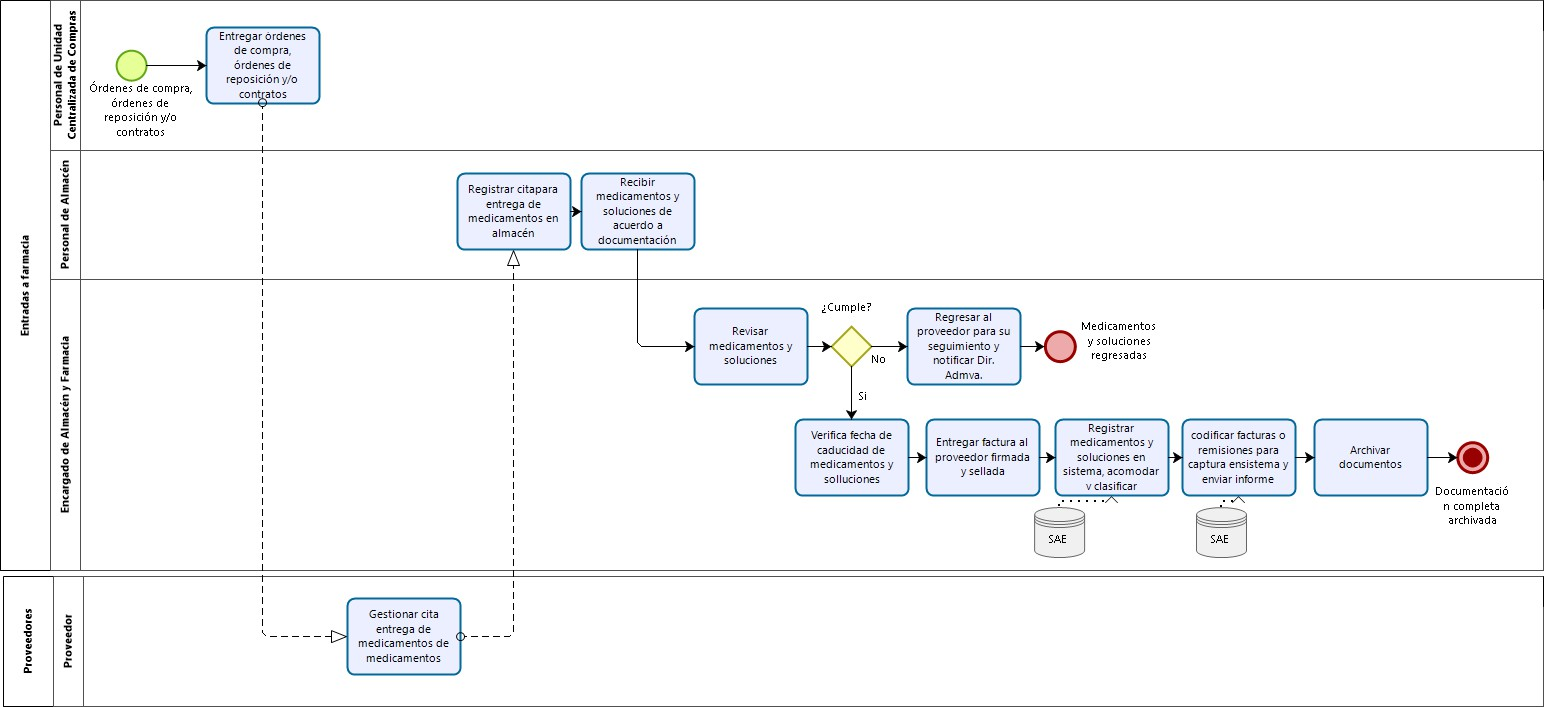 Entradas a farmacia
Personal de Unidad
Centralizada de Compras
Órdenes de compra,
órdenes de
reposición y/o
contratos
Entregar órdenes
de compra,
órdenes de
reposición y/o
contratos
Personal de Almacén
Registrar citapara
entrega de
medicamentos en
almacén
Recibir
medicamentos y
soluciones de
acuerdo a
documentación
Encargado de Almacén y Farmacia
Revisar
medicamentos y
soluciones
¿Cumple?
No
Si
Regresar al
proveedor para su
seguimiento y
notificar Dir.
Admva.
Medicamentos
y soluciones
regresadas
Verifica fecha de
caducidad de
medicamentos y
solluciones
Entregar factura al
proveedor firmada
y sellada
Registrar
medicamentos y
soluciones en
sistema, acomodar
y clasificar
SAE
codificar facturas o
remisiones para
captura ensistema y
enviar informe
SAE
Archivar
documentos
Documentació
n completa
archivada
Proveedores
Proveedor
Gestionar cita
entrega de
medicamentos de
medicamentos